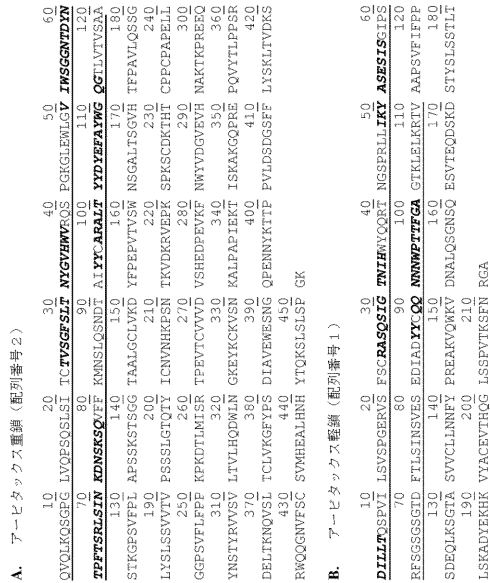 A. アービタックス重鎖（配列番号2）
10 20 30 40 50 60
QVQLKQSGPG LVQPSQSLSI TCTVSGFSLT NYGVHWVRQS PGKGLEWLGV IWSGGNTDYN
70 80 90 100 110 120
TPFTSRLSIN KDNSKSQVFF KMNSLQSNDT AIYYCARALT YYDYEFAYWG QGTLVTVSAA
130 140 150 160 170 180
STKGPSVFPL APSSKSTSGG TAALGCLVKD YFPEPVTVSW NSGALTSGVH TFPAVLQSSG
190 200 210 220 230 240
LYSLSSVVTV PSSSLGTQTY ICNVNHKPSN TKVDKRVEPK SPKSCDKTHT CPPCPAPELL
250 260 270 280 290 300
GGPSVFLFPP KPKDTLMISR TPEVTCVVVD VSHEDPEVKF NWYVDGVEVH NAKTKPREEQ
310 320 330 340 350 360
YNSTYRVVSV LTVLHQDWLN GKEYKCKVSN KALPAPIEKT ISKAKGQPRE PQVYTLPPSR
370 380 390 400 410 420
DELTKNQVSL TCLVKGFYPS DIAVEWESNG QPENNYKTTP PVLDSDGSFF LYSKLTVDKS
430 440 450
RWQQGNVFSC SVMHEALHNH YTQKSLSLSP GK
B. アービタックス軽鎖（配列番号1）
10 20 30 40 50 60
DILLTQSPVI LSVSPGERVS FSCRASQSIG TNIHWYQQRT NGSPRLLIKY ASESISGIPS
70 80 90 100 110 120
RFSGSGSGTD FTLSINSVES EDIADYYCQQ NNNWPTTFGA GTKLELKRTV AAPSVFIFPP
130 140 150 160 170 180
SDEQLKSGTA SVVCLLNNFY PREAKVQWKV DNALQSGNSQ ESVTEQDSKD STYSLSSTLT
190 200 210
LSKADYEKHK VYACEVTHQG LSSPVTKSFN RGA